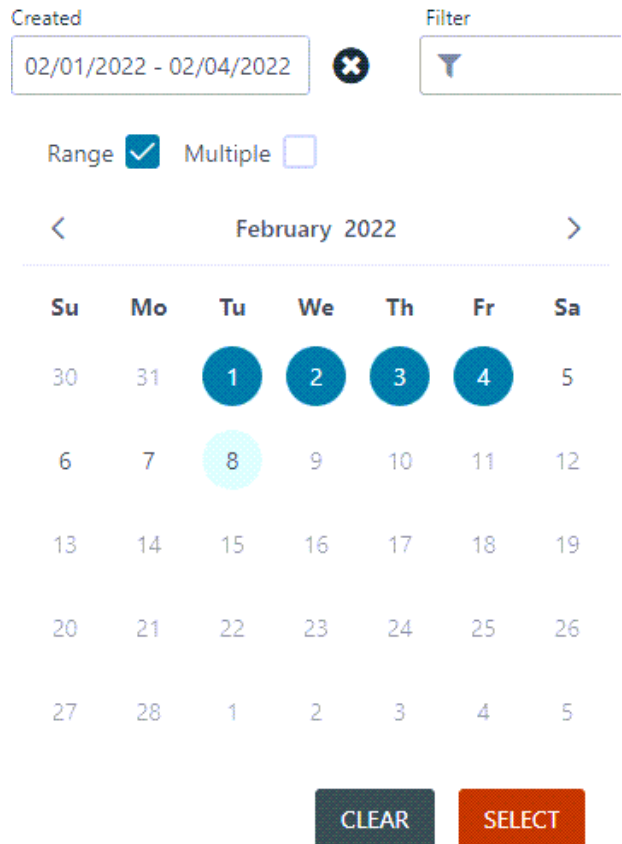 Created Filter
02/01/2022 - 02/04/2022
Range Multiple
February 2022
Su Mo Tu We Th Fr Sa
30 31 1 2 3 4 5
6 7 8 9 10 11 12
13 14 15 16 17 18 19
20 21 22 23 24 25 26
27 28 1 2 3 4 5
CLEAR SELECT